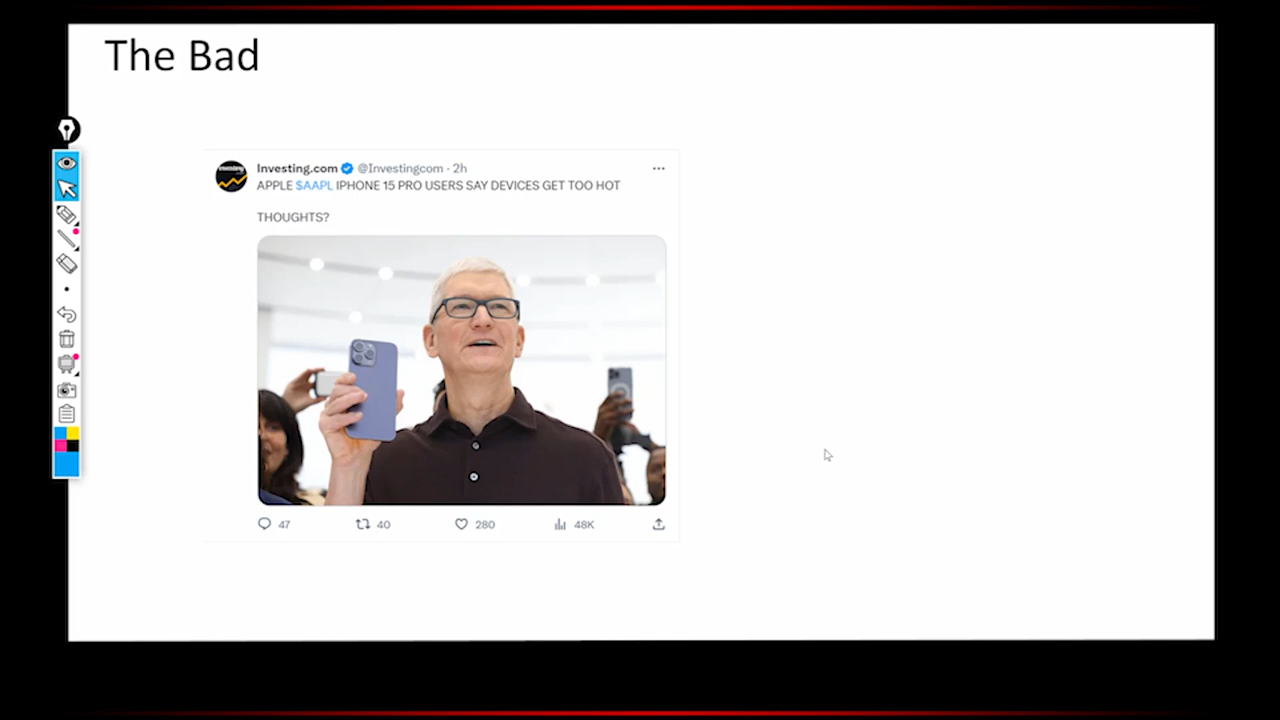 The Bad
Investing.com @Investingcom · 2h
APPLE $AAPL IPHONE 15 PRO USERS SAY DEVICES GET TOO HOT
THOUGHTS?
47 40 280 48K